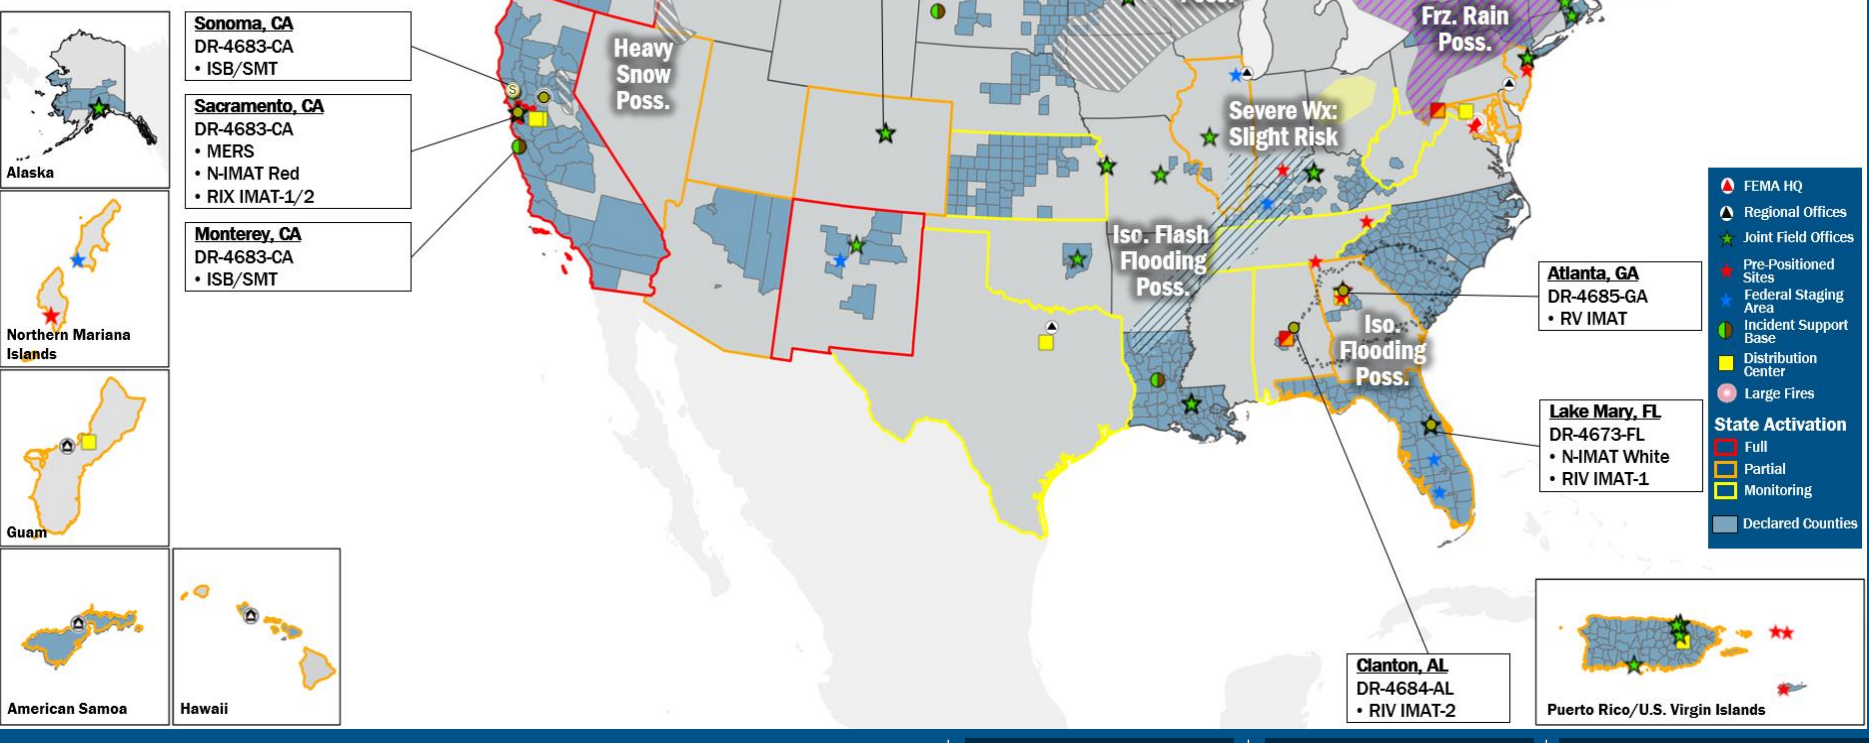 Poss.
Frz. Rain
Poss.
Heavy
Snow
Poss.
Severe Wx:
Slight Risk
Iso. Flash
Flooding
Poss.
Iso.
Flooding
Poss.
S
Alaska
Northern Mariana
Islands
Guam
American Samoa
Hawaii
Sonoma, CA
DR-4683-CA
• ISB/SMT
Sacramento, CA
DR-4683-CA
• MERS
• N-IMAT Red
• RIX IMAT-1/2
Monterey, CA
DR-4683-CA
• ISB/SMT
Atlanta, GA
DR-4685-GA
• RV IMAT
Lake Mary, FL
DR-4673-FL
• N-IMAT White
• RIV IMAT-1
Clanton, AL
DR-4684-AL
• RIV IMAT-2
Puerto Rico/U.S. Virgin Islands
FEMA HQ
Regional Offices
Joint Field Offices
Pre-Positioned
Sites
Federal Staging
Area
Incident Support
Base
Distribution
Center
Large Fires
State Activation
Full
Partial
Monitoring
Declared Counties